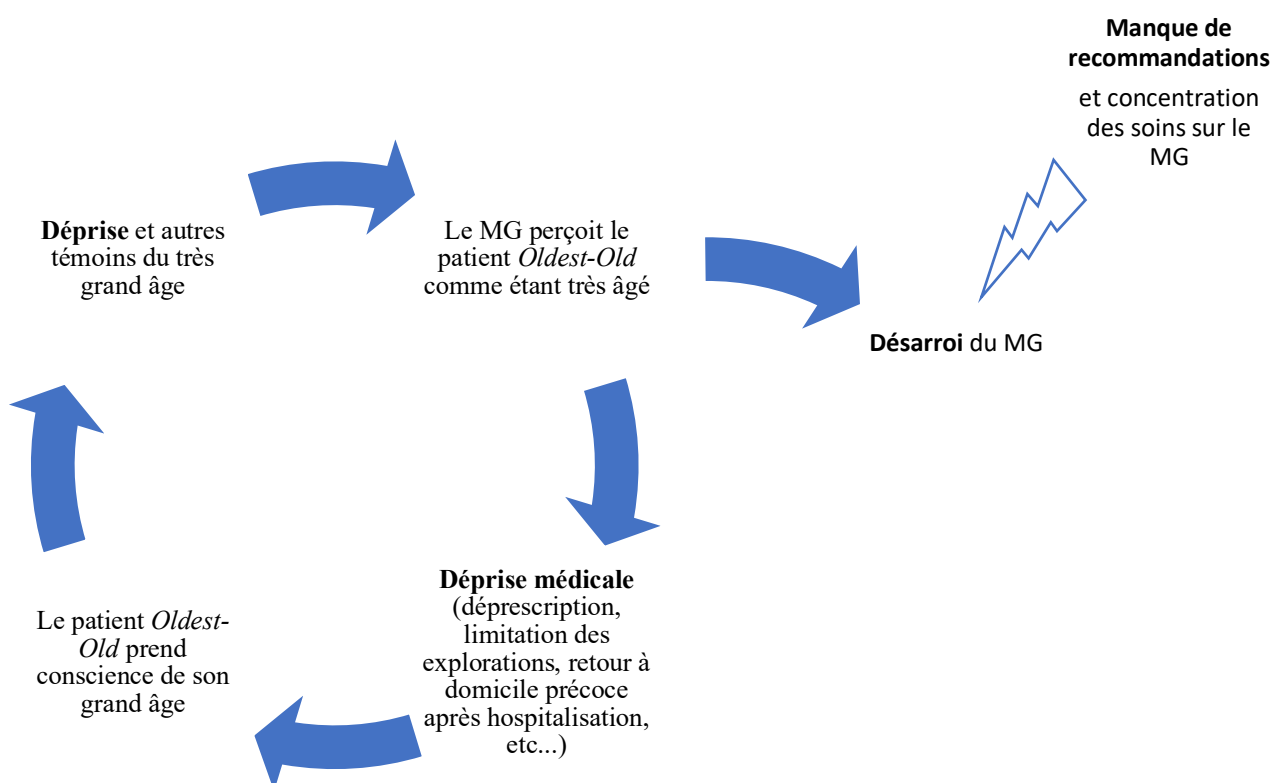 Manque de
recommandations
et concentration
des soins sur le
MG
Déprise et autres
témoins du très
grand âge
Le MG perçoit le
patient Oldest-Old
comme étant très âgé
Désarroi du MG
Déprise médicale
(déprescription,
limitation des
explorations, retour à
domicile précoce
après hospitalisation,
etc...)
Le patient Oldest-
Old prend
conscience de son
grand âge